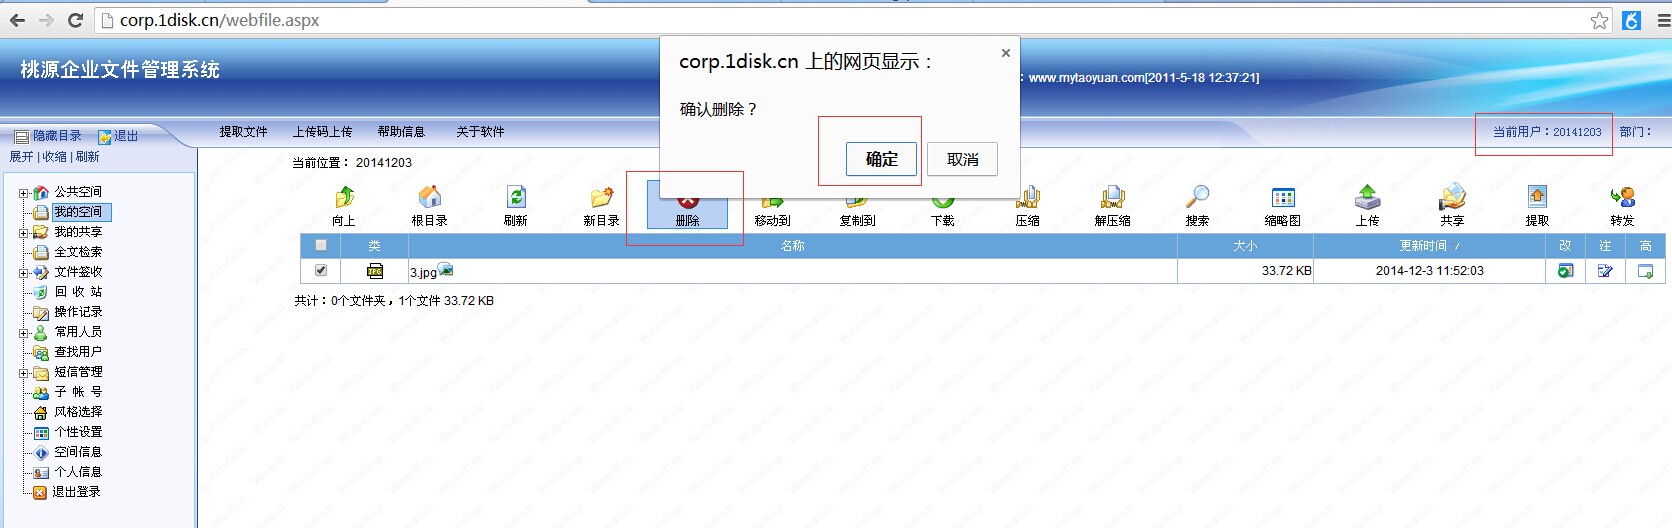 corp.1disk.cn/webfile.aspx
桃源企业文件管理系统
corp.1disk.cn 上的网页显示：
确认删除？
确定
取消
：www.mytaoyuan.com[2011-5-18 12:37:21]
隐藏目录 退出
展开 | 收缩 | 刷新
提取文件 上传码上传 帮助信息 关于软件
当前用户：20141203 部门：
当前位置： 20141203
向上 根目录 刷新 新目录 删除 移动到 复制到 下载 压缩 解压缩 搜索 缩略图 上传 共享 提取 转发
类 名称 大小 更新时间 / 改 注 高
JPG 3.jpg 33.72 KB 2014-12-3 11:52:03
共计：0个文件夹，1个文件 33.72 KB
公共空间
我的空间
我的共享
全文检索
文件签收
回 收 站
操作记录
常用人员
查找用户
短信管理
子 帐 号
风格选择
个性设置
空间信息
个人信息
退出登录